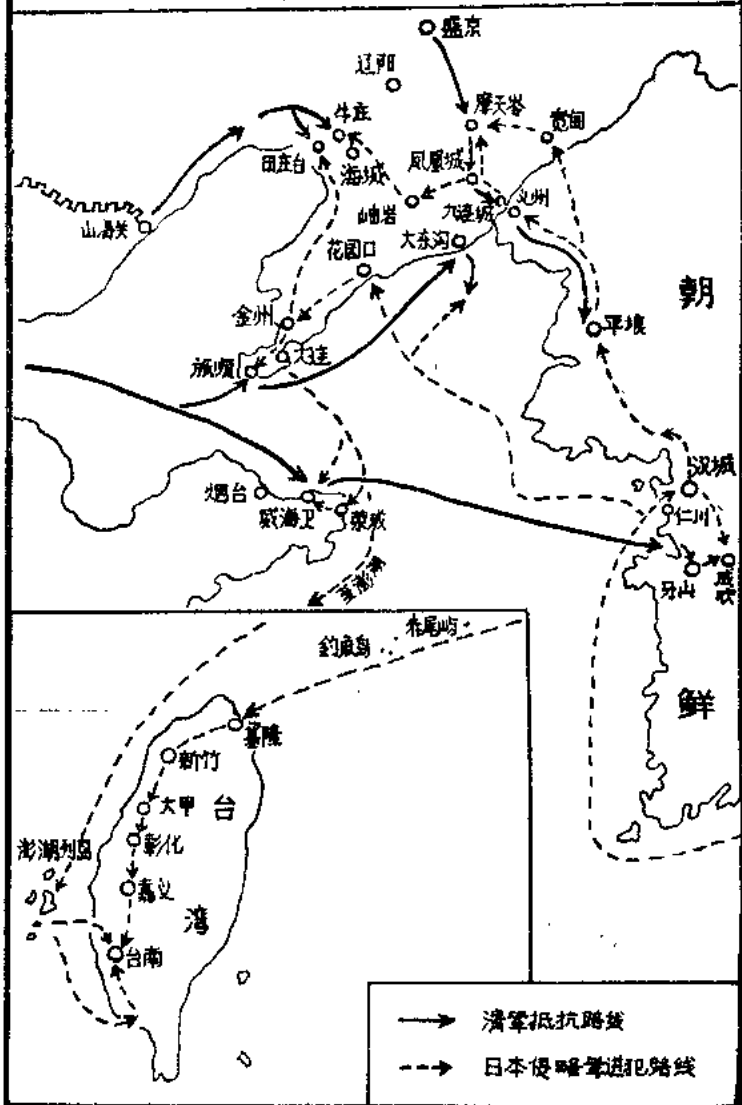 盛京
辽阳
摩天岺
宽甸
牛庄
田庄台
海城
凤凰城
岫岩
九连城
义州
山海关
大东沟
花园口
朝
金州
平壤
旅顺
大连
汉城
烟台
威海卫
荣成
仁川
牙山
成欢
至澎湖
鲜
钓鱼岛
赤尾屿
基隆
新竹
大甲
台
彰化
澎湖列岛
嘉义
湾
台南
清军抵抗路线
日本侵略军进犯路线